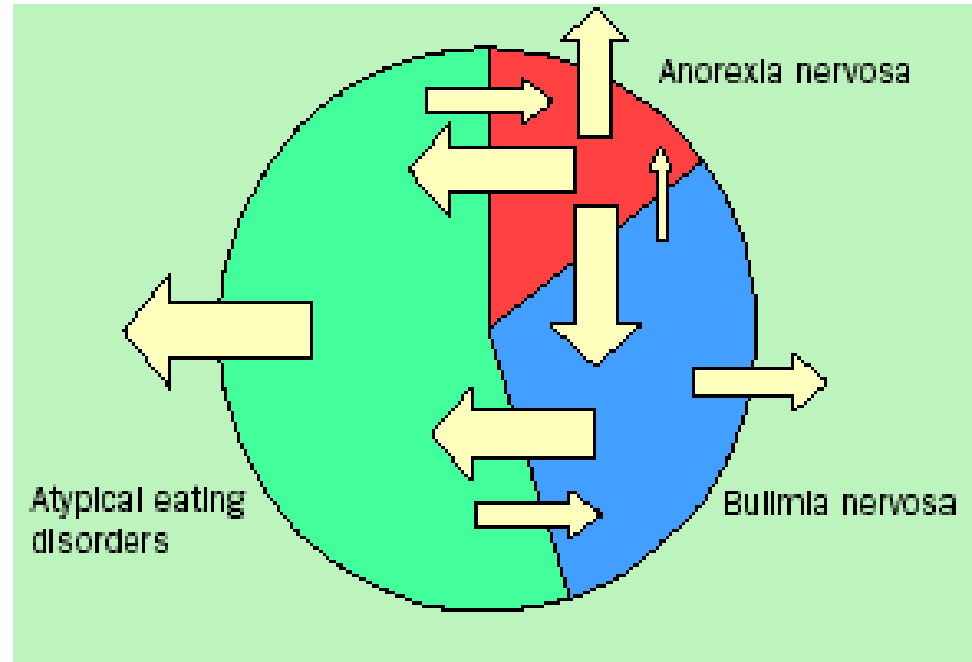 Anorexia nervosa
Atypical eating
disorders
Bulimia nervosa